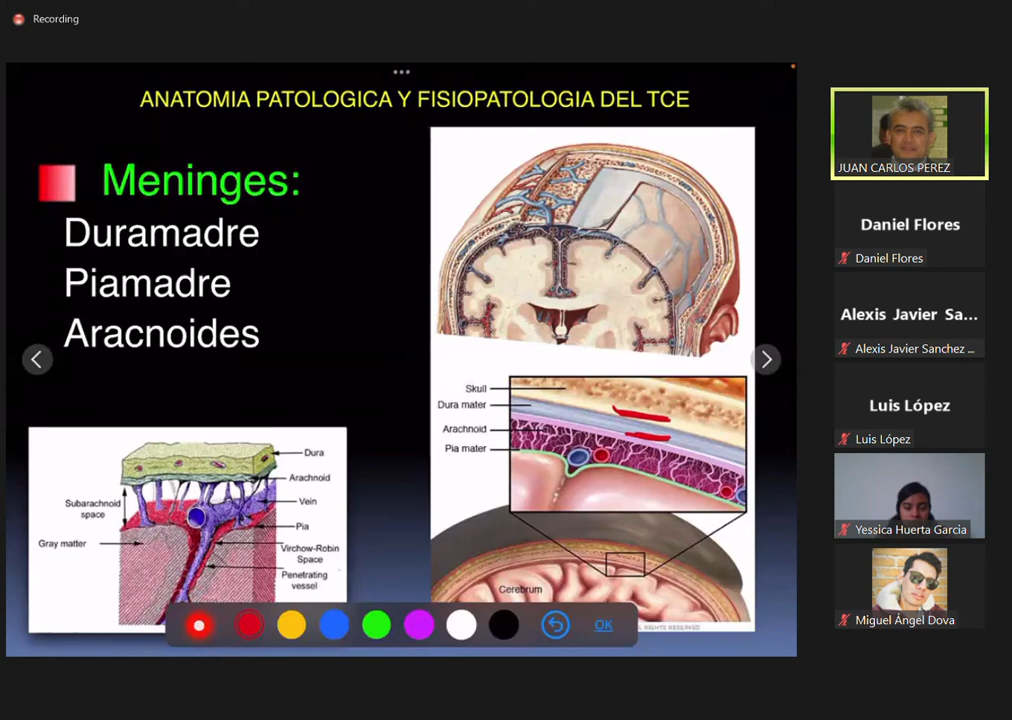 Recording
ANATOMIA PATOLOGICA Y FISIOPATOLOGIA DEL TCE
Meninges:
Duramadre
Piamadre
Aracnoides
Skull
Dura mater
Arachnoid
Pia mater
Cerebrum
Dura
Arachnoid
Vein
Subarachnoid
space
Pia
Gray matter
Virchow-Robin
Space
Penetrating
vessel
OK
RIGHTS RESERVED
JUAN CARLOS PEREZ
Daniel Flores
Daniel Flores
Alexis Javier Sa...
Alexis Javier Sanchez ...
Luis López
Luis López
Yessica Huerta Garcia
Miguel Ángel Dova